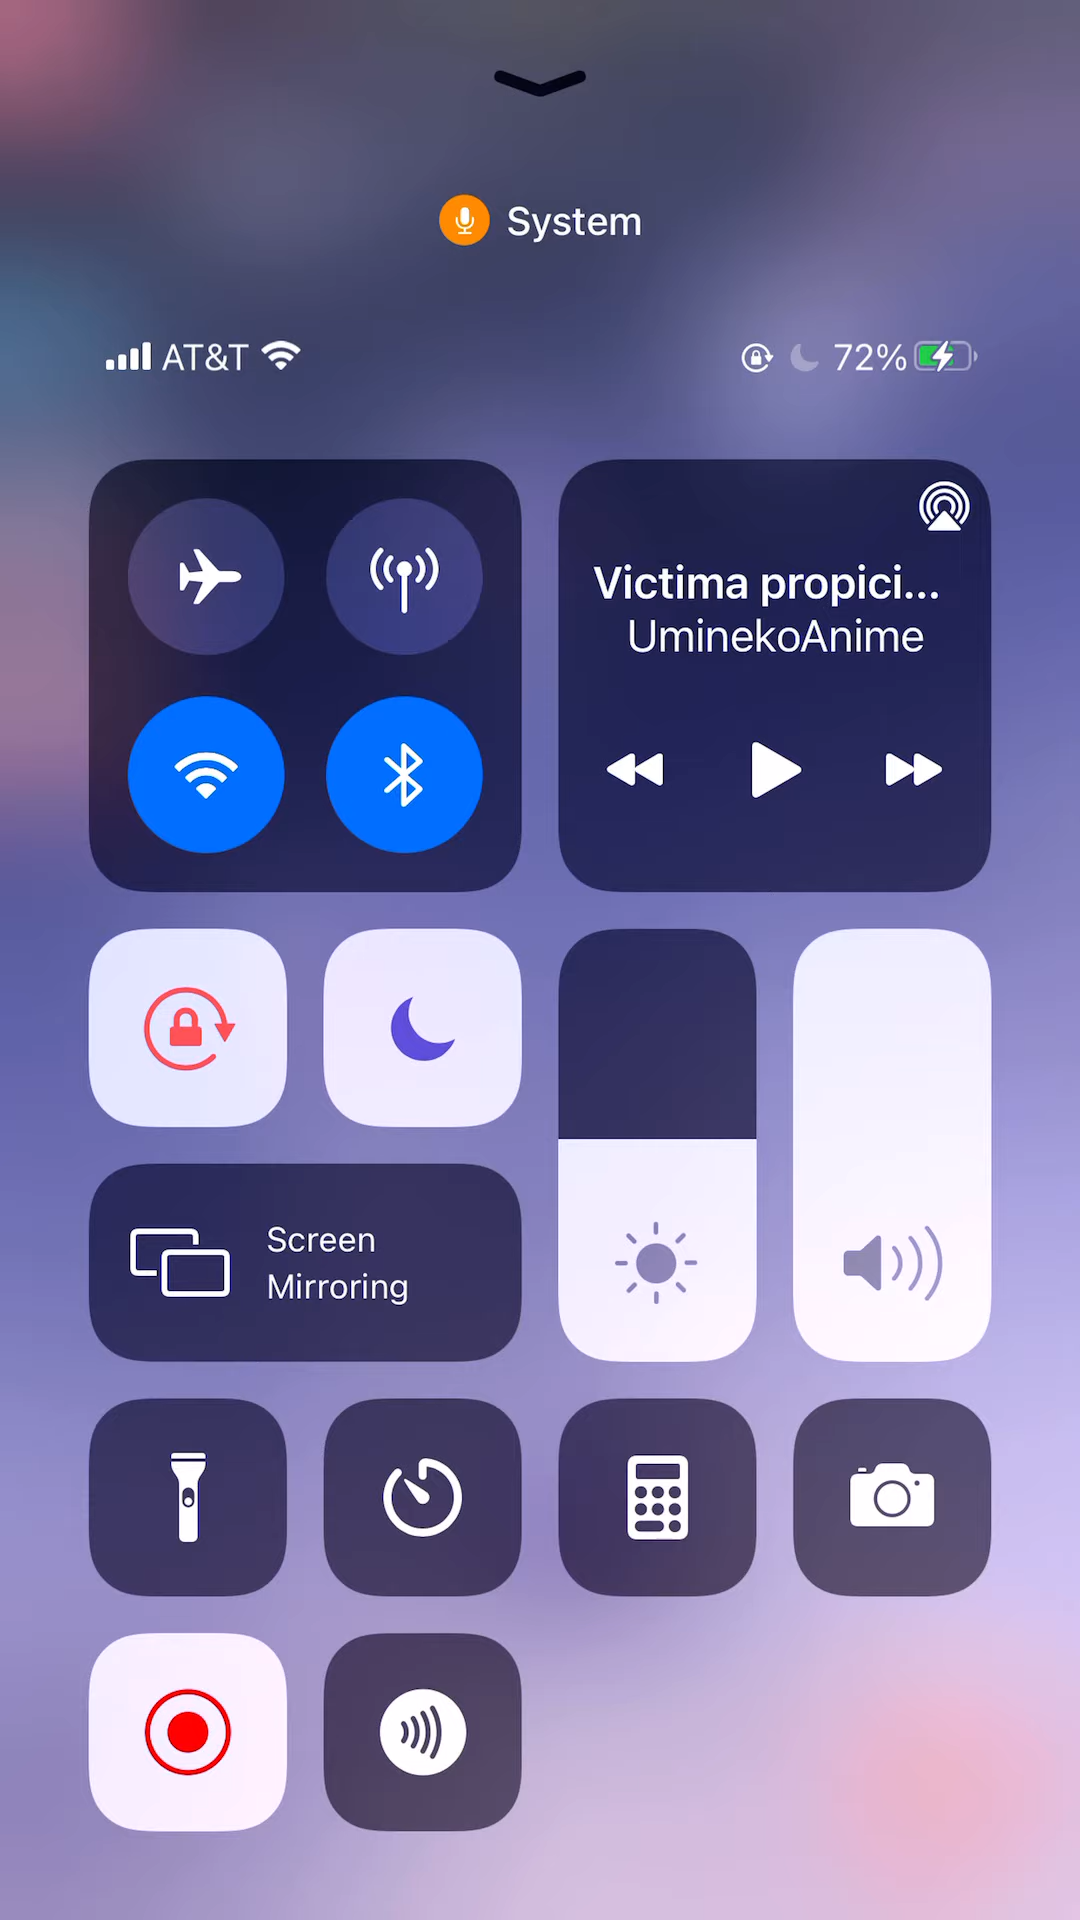 System
AT&T
72%
Victima propici...
UminekoAnime
Screen
Mirroring